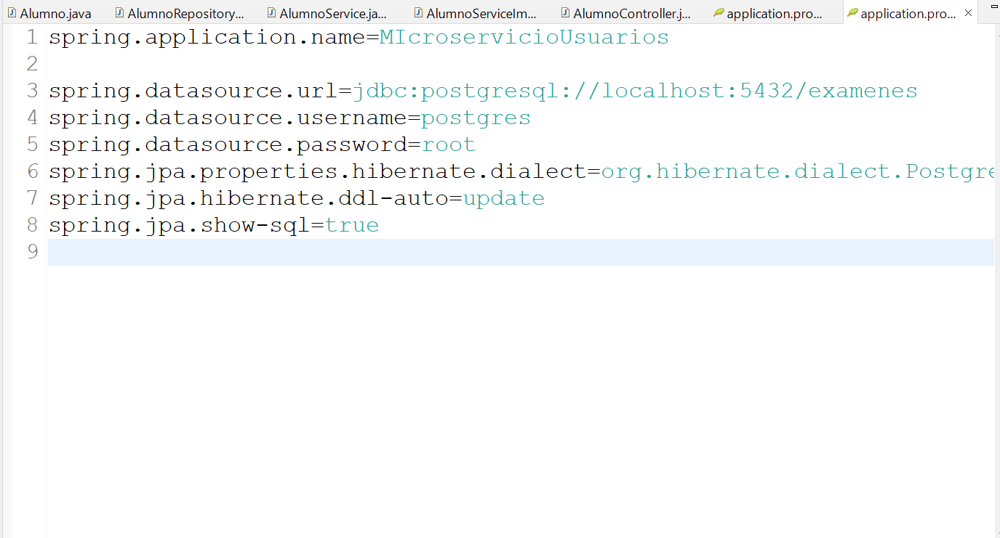 Alumno.java AlumnoRepository... AlumnoService.ja... AlumnoServiceIm... AlumnoController.j... application.pro... application.pro...
1 spring.application.name=MIcroservicioUsuarios
2
3 spring.datasource.url=jdbc:postgresql://localhost:5432/examenes
4 spring.datasource.username=postgres
5 spring.datasource.password=root
6 spring.jpa.properties.hibernate.dialect=org.hibernate.dialect.Postgre
7 spring.jpa.hibernate.ddl-auto=update
8 spring.jpa.show-sql=true
9